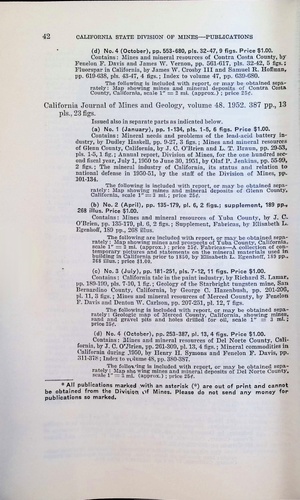 42 CALIFORNIA STATE DIVISION OF MINES—PUBLICATIONS
(d) No. 4 (October), pp. 553-680, pls. 32-47, 9 figs. Price $1.00.
Contains: Mines and mineral resources of Contra Costa County, by
Fenelon F. Davis and James W. Vernon, pp. 561-617, pls. 32-42, 5 figs.;
Fluorspar in California, by James W. Crosby III and Samuel R. Hoffman,
pp. 619-638, pls. 43-47, 4 figs.; Index to volume 47, pp. 639-680.
The following is included with report, or may be obtained sepa-
rately: Map showing mines and mineral deposits of Contra Costa
County, California, scale 1" = 2 mi. (approx.) ; price 25¢.
California Journal of Mines and Geology, volume 48. 1952. 387 pp., 13
pls., 23 figs.
Issued also in separate parts as indicated below.
(a) No. 1 (January), pp. 1-134, pls. 1-5, 6 figs. Price $1.00.
Contains: Mineral needs and problems of the lead-acid battery in-
dustry, by Dudley Haskell, pp. 9-27, 3 figs.; Mines and mineral resources
of Glenn County, California, by J. C. O'Brien and L. T. Braun, pp. 29-53,
pls. 1-5, 1 fig.; Annual report, Division of Mines, for the one hundred sec-
ond fiscal year, July 1, 1950 to June 30, 1951, by Olaf P. Jenkins, pp. 55-99,
2 figs.; The mineral industry of California, its status and relation to
national defense in 1950-51, by the staff of the Division of Mines, pp.
101-134.
The following is included with report, or may be obtained sepa-
rately: Map showing mines and mineral deposits of Glenn County,
California, scale 1" = 2 mi. ; price 25¢.
(b) No. 2 (April), pp. 135-179, pl. 6, 2 figs.; supplement, 189 pp.,
268 illus. Price $1.00.
Contains: Mines and mineral resources of Yuba County, by J. C.
O'Brien, pp. 135-179, pl. 6, 2 figs.; Supplement, Fabricas, by Elizabeth L.
Egenhoff, 189 pp., 268 illus.
The following are included with report, or may be obtained sepa-
rately: Map showing mines and prospects of Yuba County, California,
scale 1" = 2 mi. (approx.) ; price 25¢. Fabricas—A collection of con-
temporary pictures and statements on the mineral materials used in
building in California prior to 1850, by Elizabeth L. Egenhoff, 189 pp.,
268 illus. ; price $1.00.
(c) No. 3 (July), pp. 181-251, pls. 7-12, 11 figs. Price $1.00.
Contains: California talc in the paint industry, by Richard S. Lamar,
pp. 189-199, pls. 7-10, 1 fig.; Geology of the Searchlight tungsten mine, San
Bernardino County, California, by George C. Hazenbush, pp. 201-206,
pl. 11, 3 figs.; Mines and mineral resources of Merced County, by Fenelon
F. Davis and Denton W. Carlson, pp. 207-251, pl. 12, 7 figs.
The following is included with report, or may be obtained sepa-
rately: Geologic map of Merced County, California, showing mines,
sand and gravel pits and holes drilled for oil, scale 1" = 2 mi. ;
price 25¢.
(d) No. 4 (October), pp. 253-387, pl. 13, 4 figs. Price $1.00.
Contains: Mines and mineral resources of Del Norte County, Cali-
fornia, by J. C. O'Brien, pp. 261-309, pl. 13, 4 figs.; Mineral commodities in
California during 1950, by Henry H. Symons and Fenelon F. Davis, pp.
311-378; Index to volume 48, pp. 380-387.
The following is included with report, or may be obtained sepa-
rately: Map showing mines and mineral deposits of Del Norte County,
scale 1" = 2 mi. (approx.) ; price 25¢.
* All publications marked with an asterisk (*) are out of print and cannot
be obtained from the Division of Mines. Please do not send any money for
publications so marked.